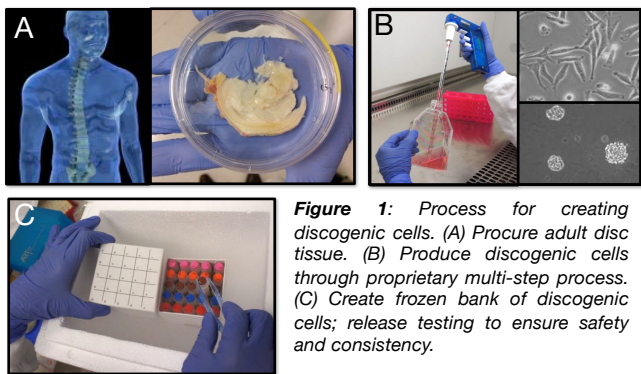 A
B
C
Figure 1: Process for creating
discogenic cells. (A) Procure adult disc
tissue. (B) Produce discogenic cells
through proprietary multi-step process.
(C) Create frozen bank of discogenic
cells; release testing to ensure safety
and consistency.